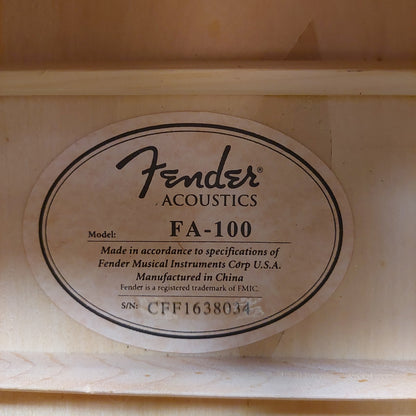 Fender®
ACOUSTICS
Model: FA-100
Made in accordance to specifications of
Fender Musical Instruments Corp U.S.A.
Manufactured in China
Fender is a registered trademark of FMIC.
S/N: CFF1638034